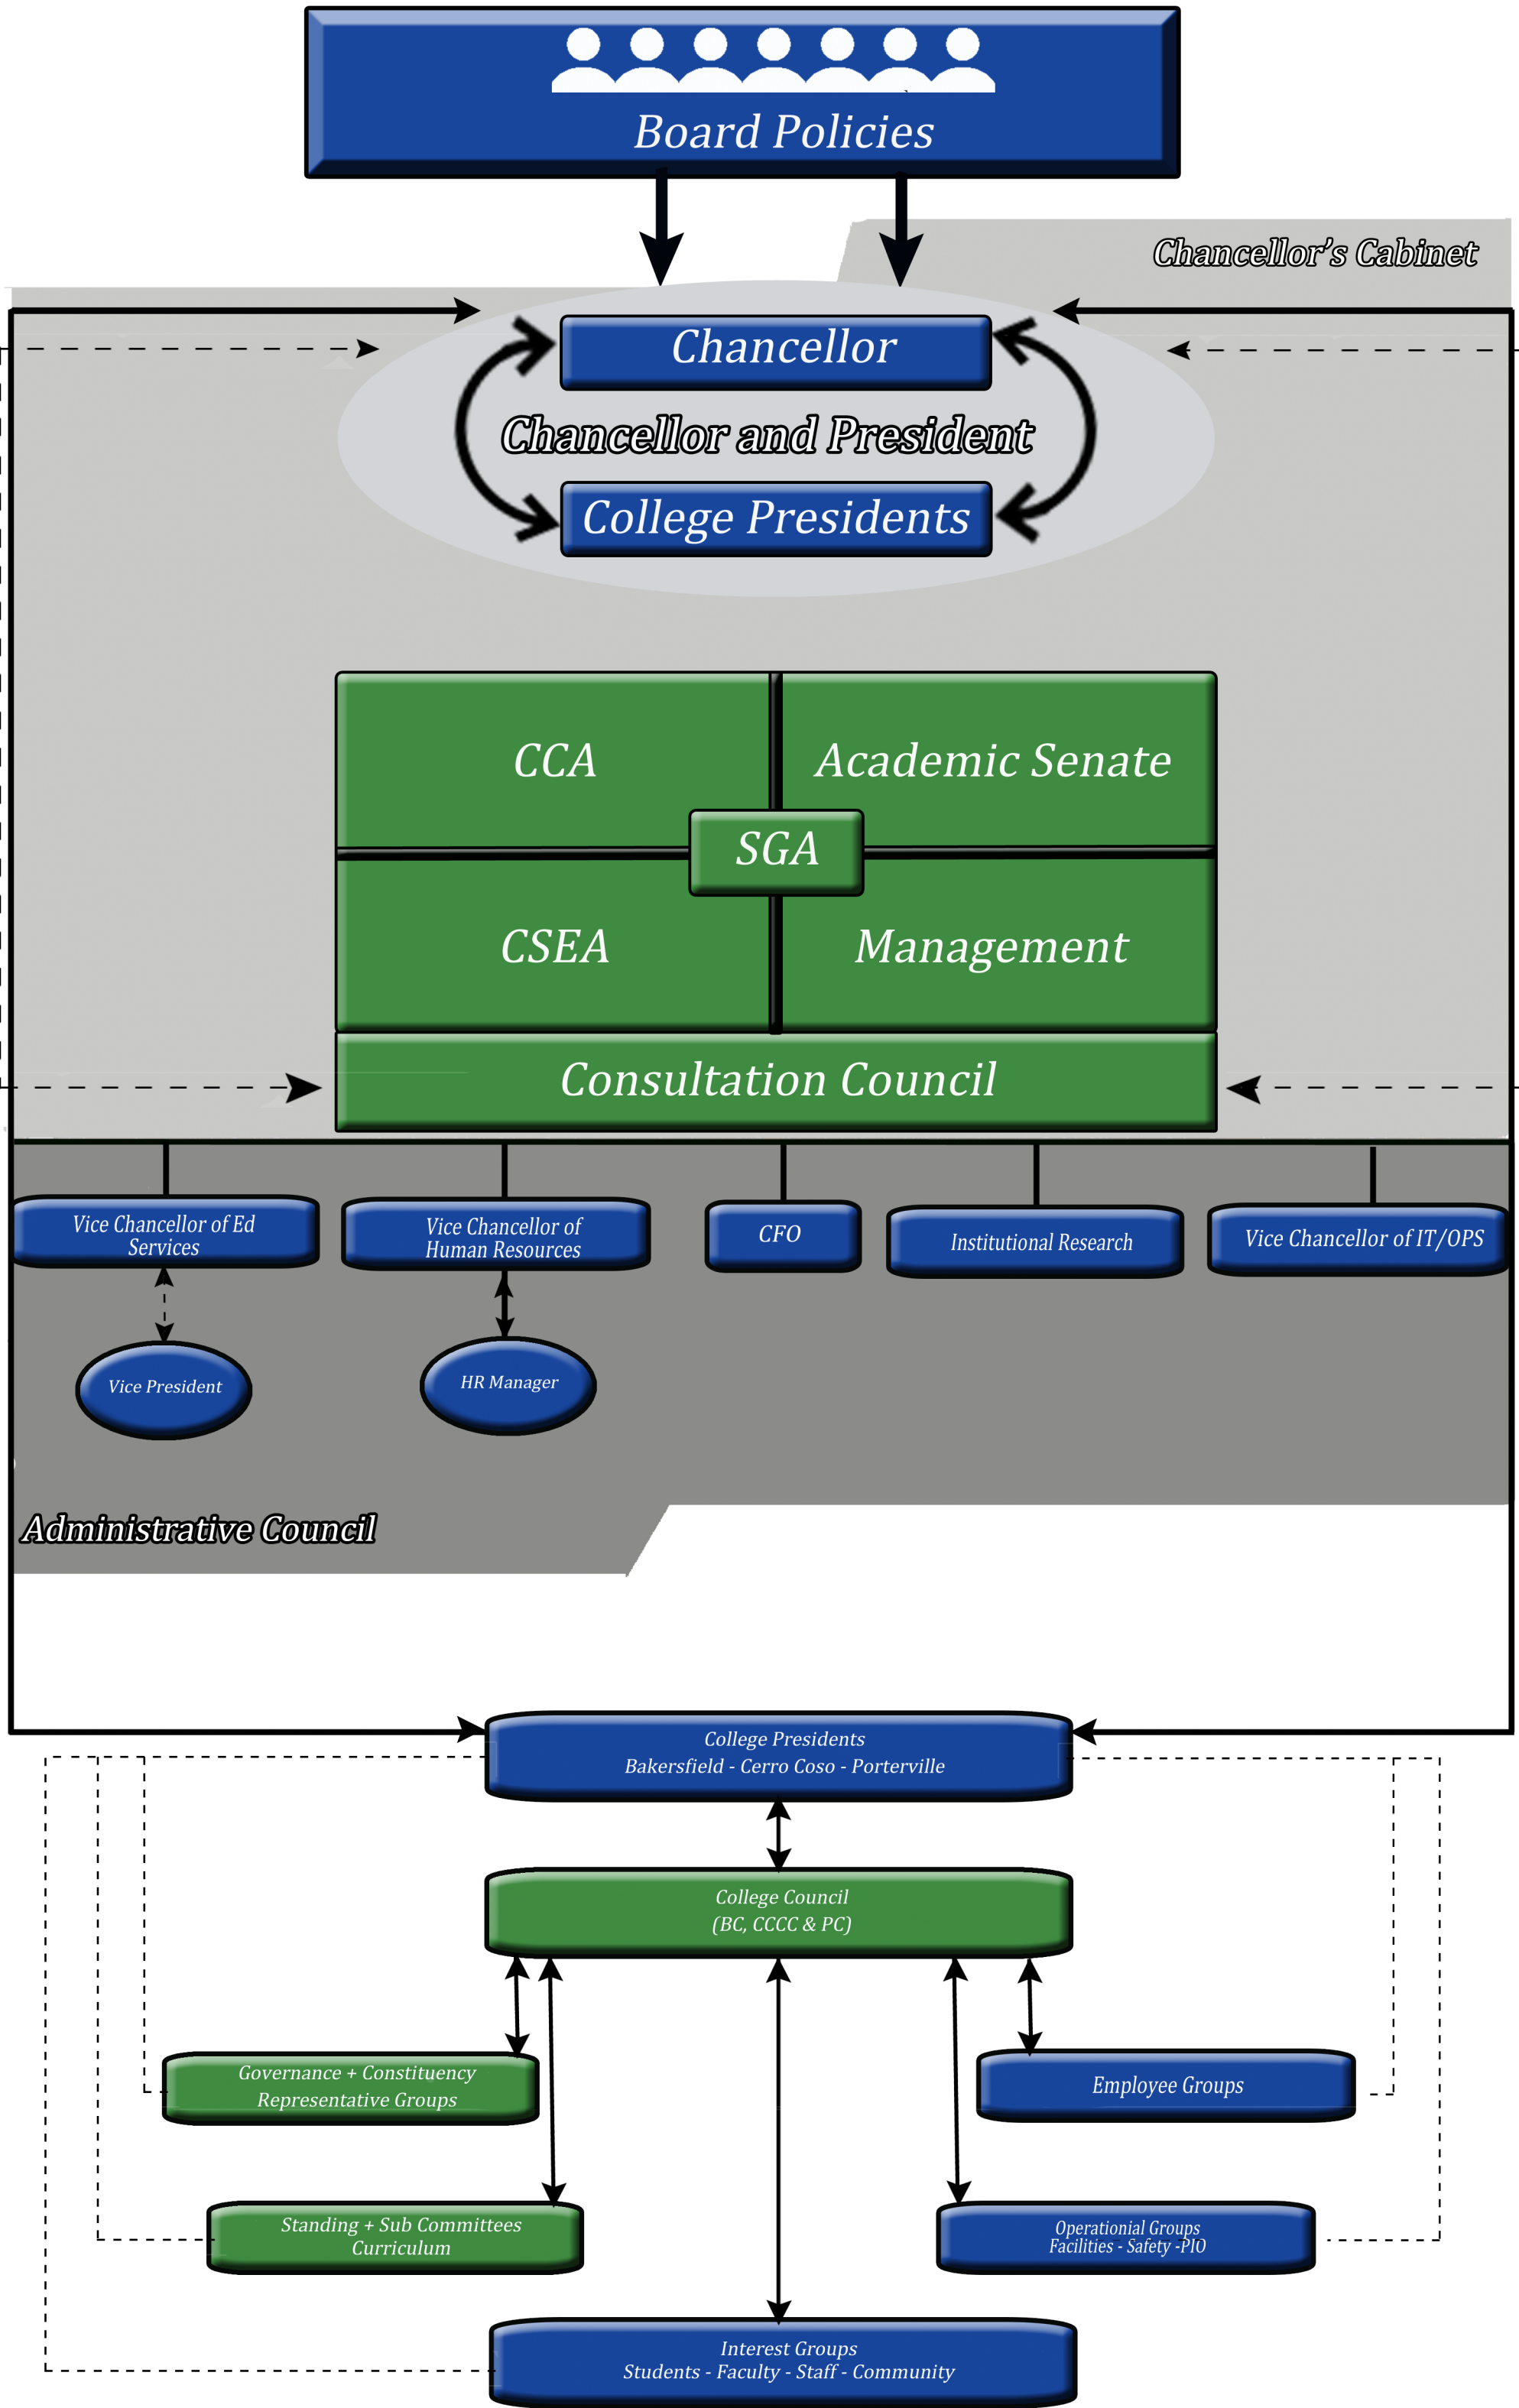 Board Policies
Chancellor's Cabinet
Chancellor
Chancellor and President
College Presidents
CCA
Academic Senate
SGA
CSEA
Management
Consultation Council
Vice Chancellor of Ed
Services
Vice Chancellor of
Human Resources
CFO
Institutional Research
Vice Chancellor of IT/OPS
Vice President
HR Manager
Administrative Council
College Presidents
Bakersfield - Cerro Coso - Porterville
College Council
(BC, CCCC & PC)
Governance + Constituency
Representative Groups
Employee Groups
Standing + Sub Committees
Curriculum
Operationial Groups
Facilities - Safety -PIO
Interest Groups
Students - Faculty - Staff - Community